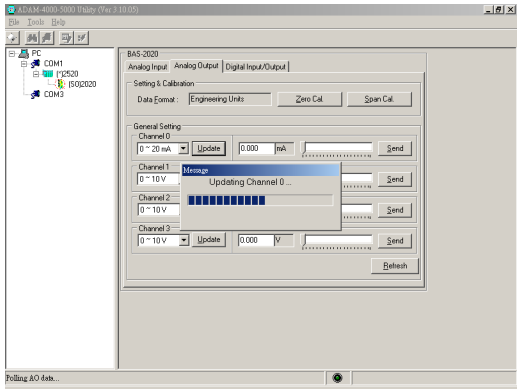 ADAM-4000-5000 Utility (Ver 3.10.05)
File Tools Help
PC
COM1
(*)2520
(S0)2020
COM3
BAS-2020
Analog Input Analog Output Digital Input/Output
Setting & Calibration
Data Format : Engineering Units Zero Cal. Span Cal.
General Setting
Channel 0
0 ~ 20 mA Update 0.000 mA Send
Channel 1
0 ~ 10 V Send
Message
Updating Channel 0 ...
Channel 2
0 ~ 10 V Send
Channel 3
0 ~ 10 V Update 0.000 V Send
Refresh
Polling AO data...